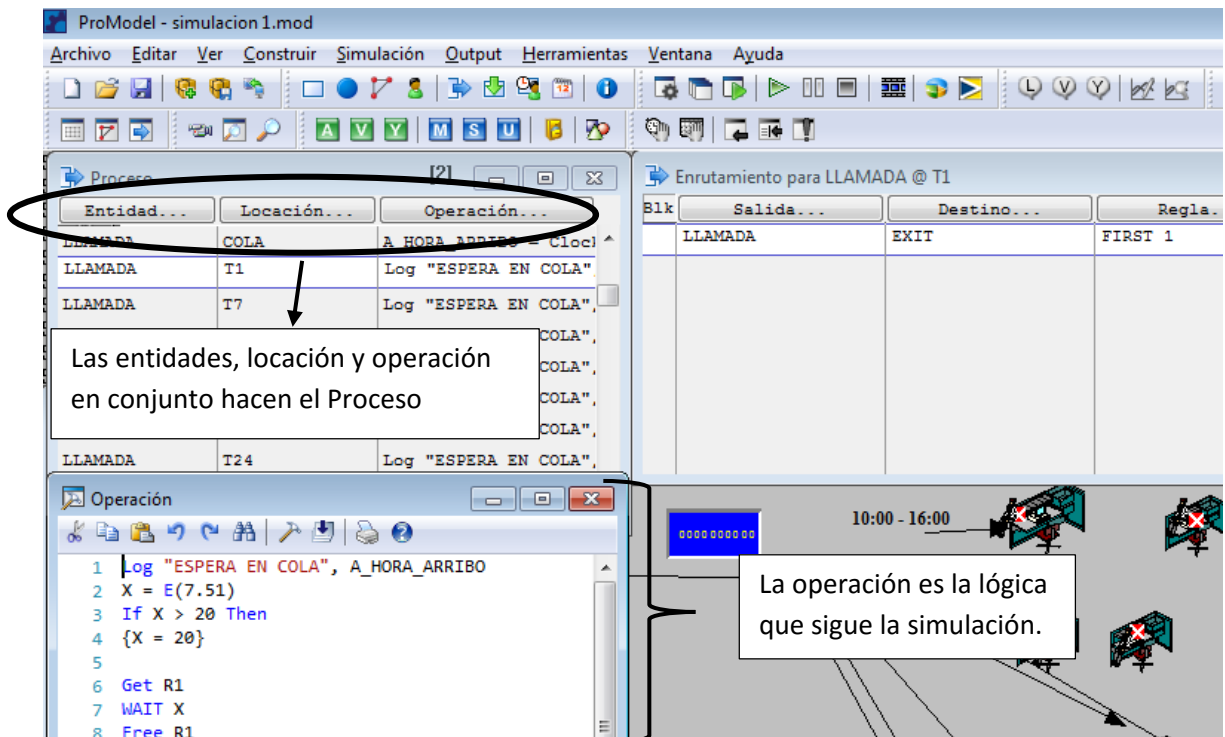 ProModel - simulacion 1.mod
Archivo Editar Ver Construir Simulación Output Herramientas Ventana Ayuda
Proceso [2]
Entidad... Locación... Operación...
LLAMADA COLA A_HORA_ARRIBO = Cloc
LLAMADA T1 Log "ESPERA EN COLA"
LLAMADA T7 Log "ESPERA EN COLA",
COLA",
COLA",
COLA",
COLA",
LLAMADA T24 Log "ESPERA EN COLA",
Las entidades, locación y operación
en conjunto hacen el Proceso
Enrutamiento para LLAMADA @ T1
Blk Salida... Destino... Regla.
LLAMADA EXIT FIRST 1
Operación
1 Log "ESPERA EN COLA", A_HORA_ARRIBO
2 X = E(7.51)
3 If X > 20 Then
4 {X = 20}
5
6 Get R1
7 WAIT X
8 Free R1
10:00 - 16:00
La operación es la lógica
que sigue la simulación.